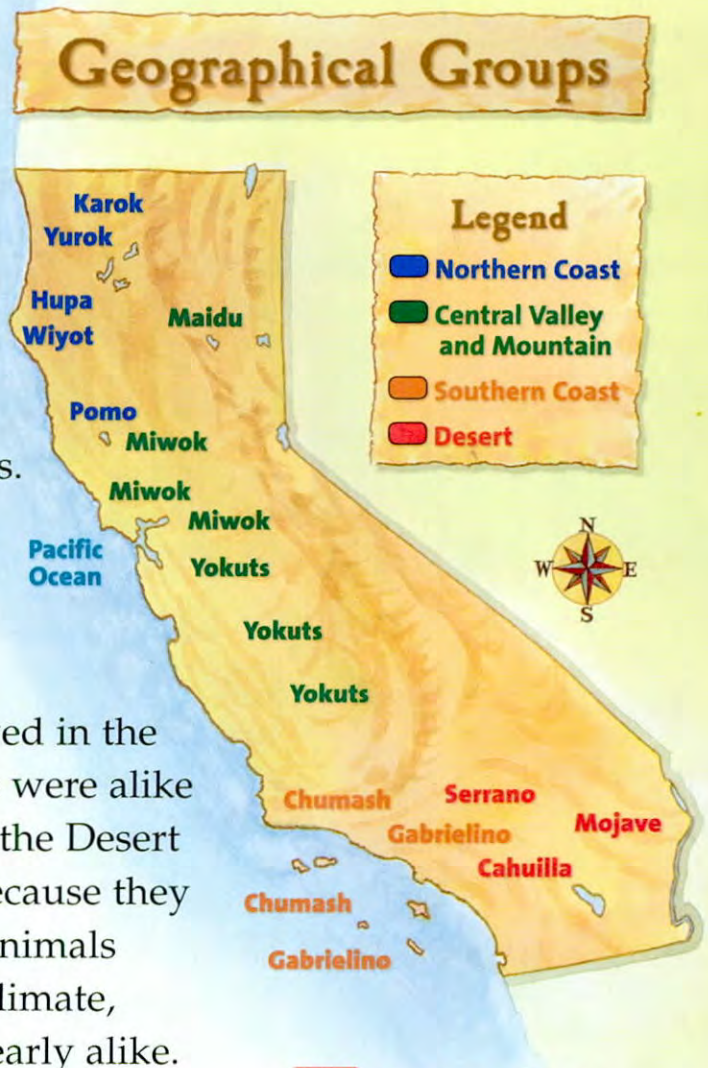 Geographical Groups
Legend
Northern Coast
Central Valley
and Mountain
Southern Coast
Desert
Karok
Yurok
Hupa
Wiyot
Maidu
Pomo
Miwok
Miwok
Miwok
Pacific
Ocean
Yokuts
Yokuts
Yokuts
N
W E
S
Chumash
Serrano
Gabrielino
Mojave
Cahuilla
Chumash
Gabrielino
s.
ed in the
were alike
the Desert
ecause they
nimals
limate,
early alike.